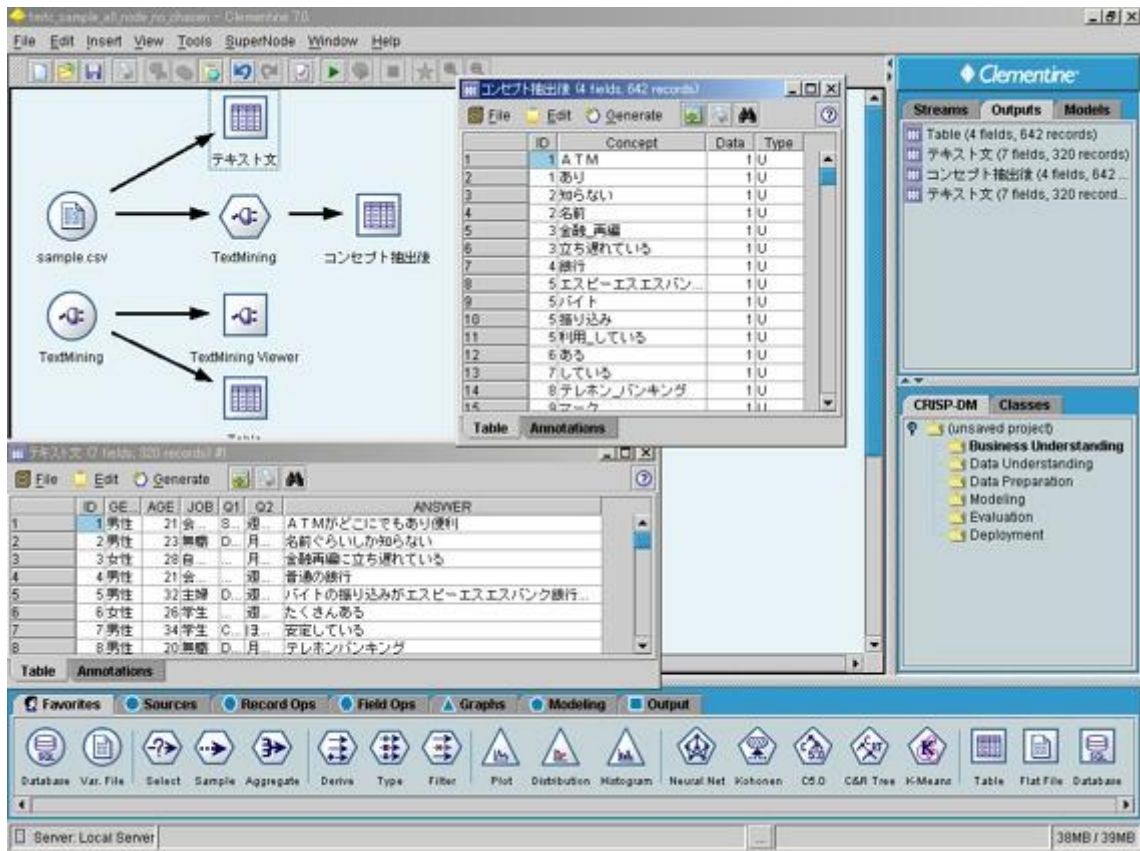 tmfc_sample_all_node_no_chasen - Clementine 7.0
File Edit Insert View Tools SuperNode Window Help
テキスト文
sample.csv
TextMining
コンセプト抽出後
TextMining
TextMining Viewer
Table
コンセプト抽出後 (4 fields, 642 records)
File Edit Generate
ID Concept Data Type
1 1 ATM 1 U
2 1 あり 1 U
3 2 知らない 1 U
4 2 名前 1 U
5 3 金融_再編 1 U
6 3 立ち遅れている 1 U
7 4 銀行 1 U
8 5 エスピーエスエスバン... 1 U
9 5 バイト 1 U
10 5 振り込み 1 U
11 5 利用_している 1 U
12 6 ある 1 U
13 7 している 1 U
14 8 テレホン_バンキング 1 U
15 9 マーク 1 U
Table Annotations
テキスト文 (7 fields, 320 records) #1
File Edit Generate
ID GE... AGE JOB Q1 Q2 ANSWER
1 1 男性 21 会... S... 週... ATMがどこにでもあり便利
2 2 男性 23 無職 D... 月... 名前ぐらいしか知らない
3 3 女性 28 自... ... 月... 金融再編に立ち遅れている
4 4 男性 21 会... ... 週... 普通の銀行
5 5 男性 32 主婦 D... 週... バイトの振り込みがエスピーエスエスバンク銀行...
6 6 女性 26 学生 ... 週... たくさんある
7 7 男性 34 学生 C... ほ... 安定している
8 8 男性 20 無職 D... 月... テレホンバンキング
Table Annotations
Clementine
Streams Outputs Models
Table (4 fields, 642 records)
テキスト文 (7 fields, 320 records)
コンセプト抽出後 (4 fields, 642 ...
テキスト文 (7 fields, 320 record...
CRISP-DM Classes
(unsaved project)
Business Understanding
Data Understanding
Data Preparation
Modeling
Evaluation
Deployment
Favorites Sources Record Ops Field Ops Graphs Modeling Output
Database Var. File Select Sample Aggregate Derive Type Filter Plot Distribution Histogram Neural Net Kohonen C5.0 C&R Tree K-Means Table Flat File Database
Server: Local Server
38MB / 39MB